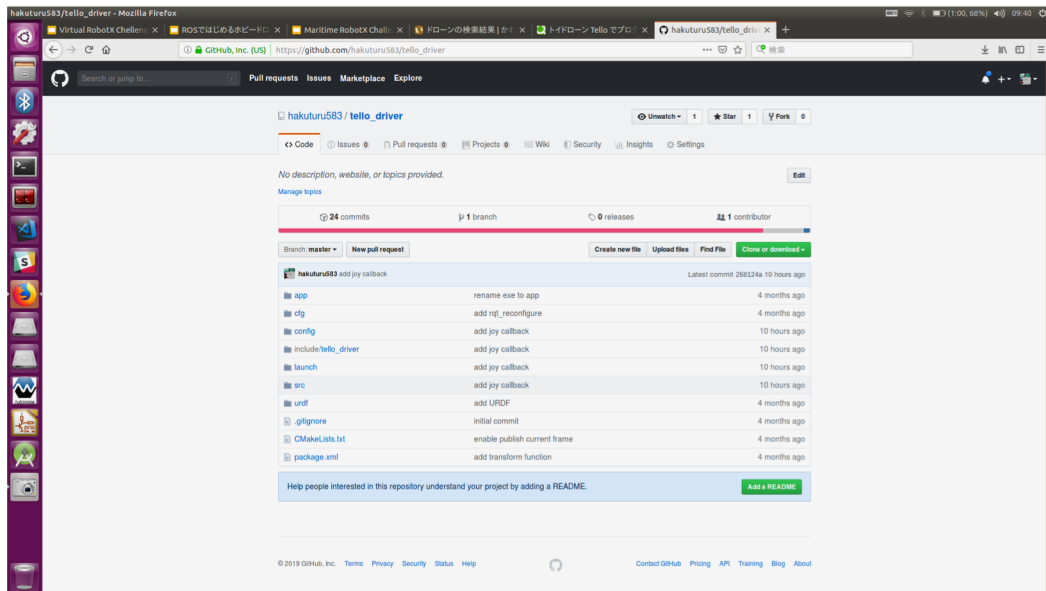 hakuturu583/tello_driver - Mozilla Firefox
(1:00, 68%) 09:40
Virtual RobotX Challeng ROSではじめるホビードロ Maritime RobotX Challe ドローンの検索結果 | か トイドローン Tello でプログ hakuturu583/tello_driv
GitHub, Inc. (US) https://github.com/hakuturu583/tello_driver 検索
Search or jump to... / Pull requests Issues Marketplace Explore
hakuturu583 / tello_driver Unwatch 1 Star 1 Fork 0
Code Issues 0 Pull requests 0 Projects 0 Wiki Security Insights Settings
No description, website, or topics provided. Edit
Manage topics
24 commits 1 branch 0 releases 1 contributor
Branch: master New pull request Create new file Upload files Find File Clone or download
hakuturu583 add joy callback Latest commit 268124a 10 hours ago
app rename exe to app 4 months ago
cfg add rqt_reconfigure 4 months ago
config add joy callback 10 hours ago
include/tello_driver add joy callback 10 hours ago
launch add joy callback 10 hours ago
src add joy callback 10 hours ago
urdf add URDF 4 months ago
.gitignore initial commit 4 months ago
CMakeLists.txt enable publish current frame 4 months ago
package.xml add transform function 4 months ago
Help people interested in this repository understand your project by adding a README. Add a README
© 2019 GitHub, Inc. Terms Privacy Security Status Help Contact GitHub Pricing API Training Blog About